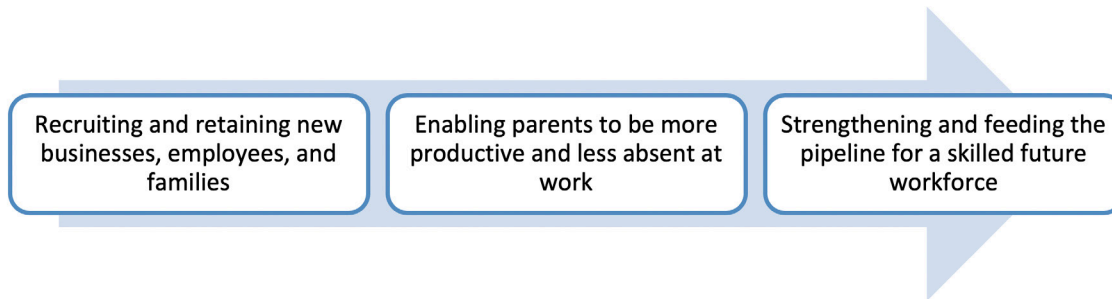 Recruiting and retaining new
businesses, employees, and
families
Enabling parents to be more
productive and less absent at
work
Strengthening and feeding the
pipeline for a skilled future
workforce